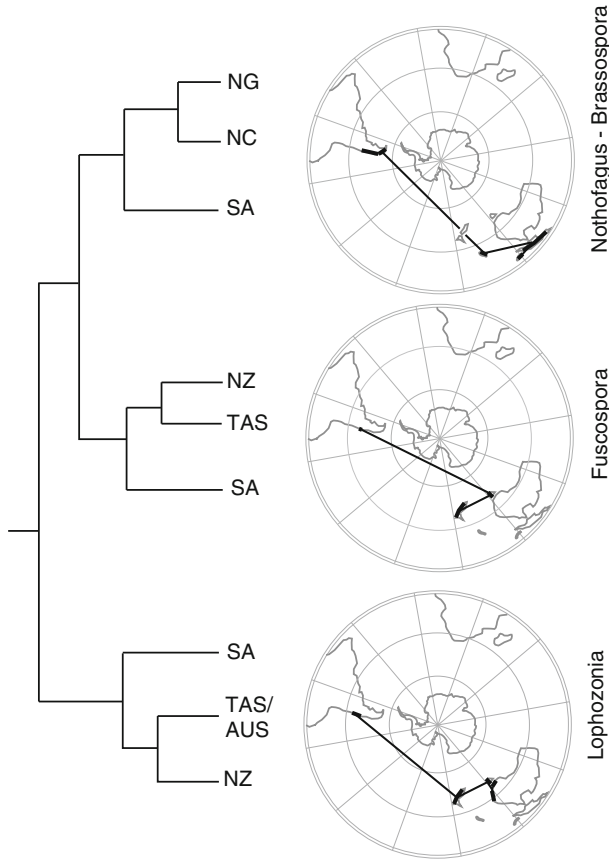 NG
NC
SA
Nothofagus - Brassospora
NZ
TAS
SA
Fuscospora
SA
TAS/
AUS
NZ
Lophozonia